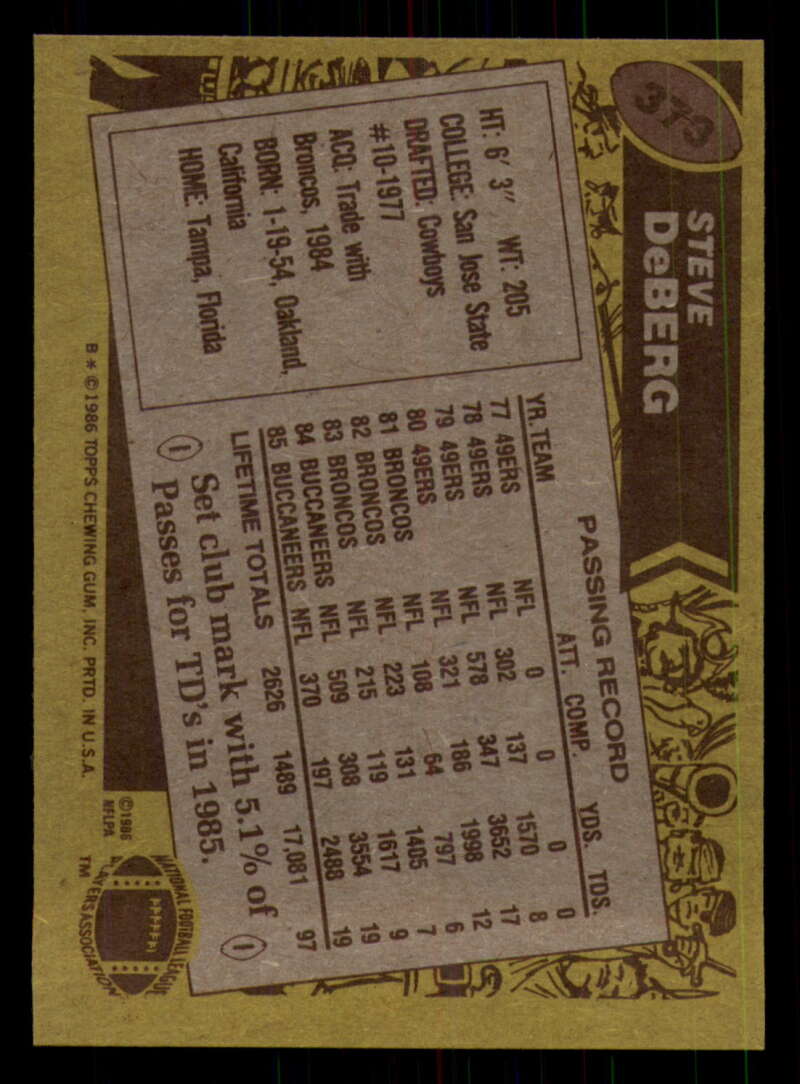 373
STEVE
DeBERG
HT: 6' 3" WT: 205
COLLEGE: San Jose State
DRAFTED: Cowboys
#10-1977
ACQ: Trade with
Broncos, 1984
BORN: 1-19-54, Oakland,
California
HOME: Tampa, Florida
PASSING RECORD
YR. TEAM ATT. COMP. YDS. TDS.
77 49ERS NFL 0 0 0 0
78 49ERS NFL 302 137 1570 8
79 49ERS NFL 578 347 3652 17
80 49ERS NFL 321 186 1998 12
81 BRONCOS NFL 108 64 797 6
82 BRONCOS NFL 223 131 1405 7
83 BRONCOS NFL 215 119 1617 9
84 BUCCANEERS NFL 509 308 3554 19
85 BUCCANEERS NFL 370 197 2488 19
LIFETIME TOTALS 2626 1489 17,081 97
Set club mark with 5.1% of
Passes for TD's in 1985.
B * © 1986 TOPPS CHEWING GUM, INC. PRTD. IN U.S.A.
© 1986
NFLPA
NATIONAL FOOTBALL LEAGUE
PLAYERS ASSOCIATION
TM